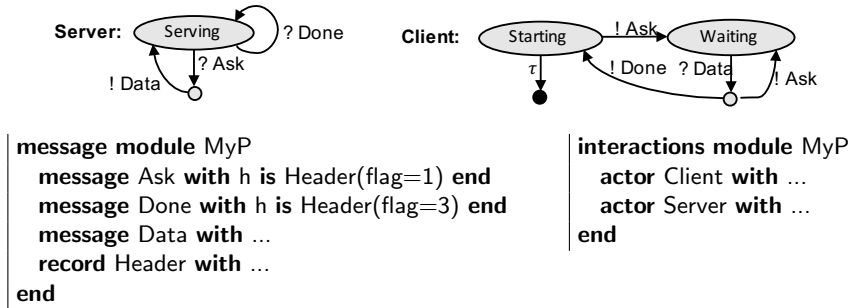 Server: Serving ? Done
? Ask
! Data
Client: Starting ! Ask Waiting
τ ! Done ? Data ! Ask
message module MyP
message Ask with h is Header(flag=1) end
message Done with h is Header(flag=3) end
message Data with ...
record Header with ...
end
interactions module MyP
actor Client with ...
actor Server with ...
end